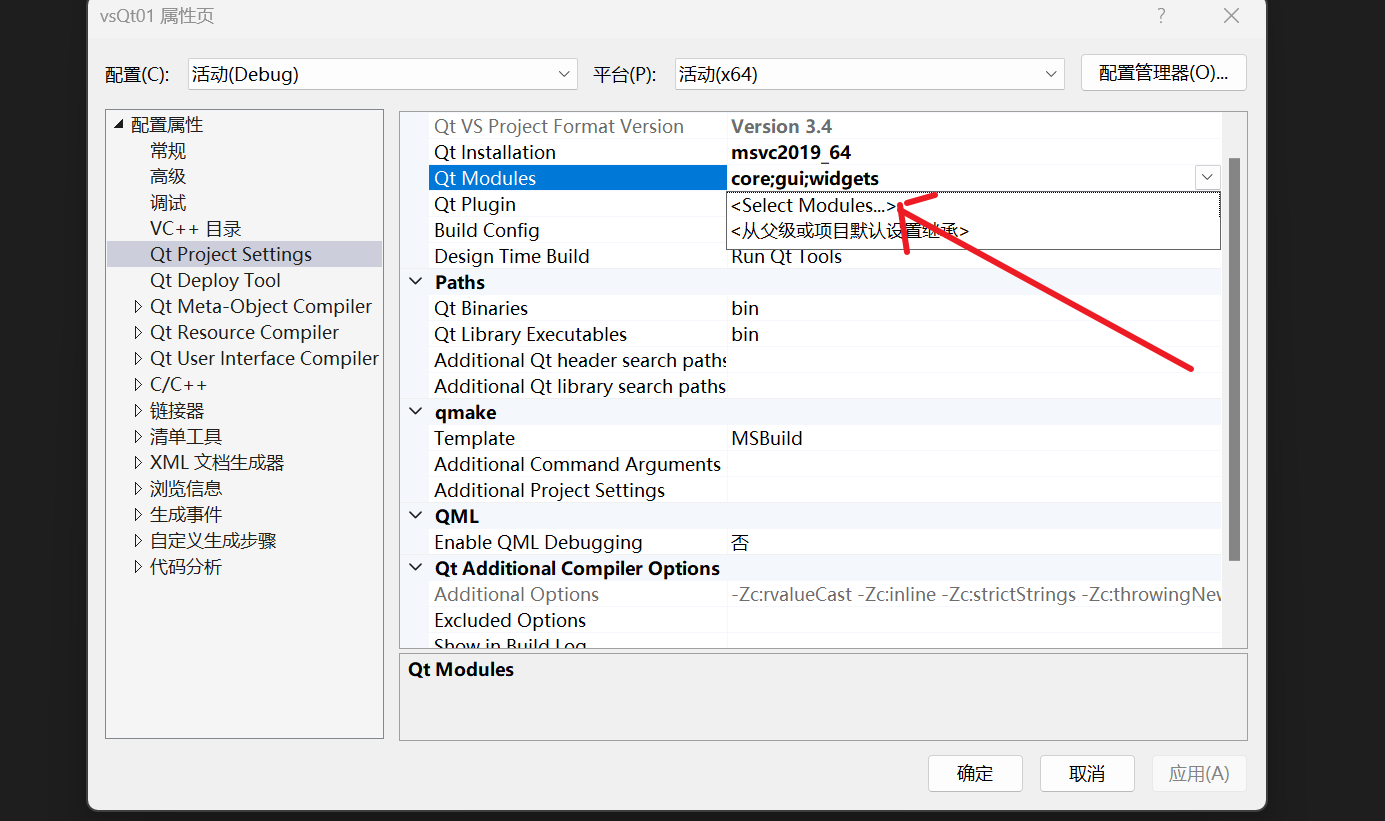 vsQt01 属性页
配置(C): 活动(Debug) 平台(P): 活动(x64) 配置管理器(O)...
配置属性
常规
高级
调试
VC++ 目录
Qt Project Settings
Qt Deploy Tool
Qt Meta-Object Compiler
Qt Resource Compiler
Qt User Interface Compiler
C/C++
链接器
清单工具
XML 文档生成器
浏览信息
生成事件
自定义生成步骤
代码分析
Qt VS Project Format Version Version 3.4
Qt Installation msvc2019_64
Qt Modules core;gui;widgets
Qt Plugin <Select Modules...>
Build Config <从父级或项目默认设置继承>
Design Time Build Run Qt Tools
Paths
Qt Binaries bin
Qt Library Executables bin
Additional Qt header search paths
Additional Qt library search paths
qmake
Template MSBuild
Additional Command Arguments
Additional Project Settings
QML
Enable QML Debugging 否
Qt Additional Compiler Options
Additional Options -Zc:rvalueCast -Zc:inline -Zc:strictStrings -Zc:throwingNew
Excluded Options
Show in Build Log
Qt Modules
确定 取消 应用(A)